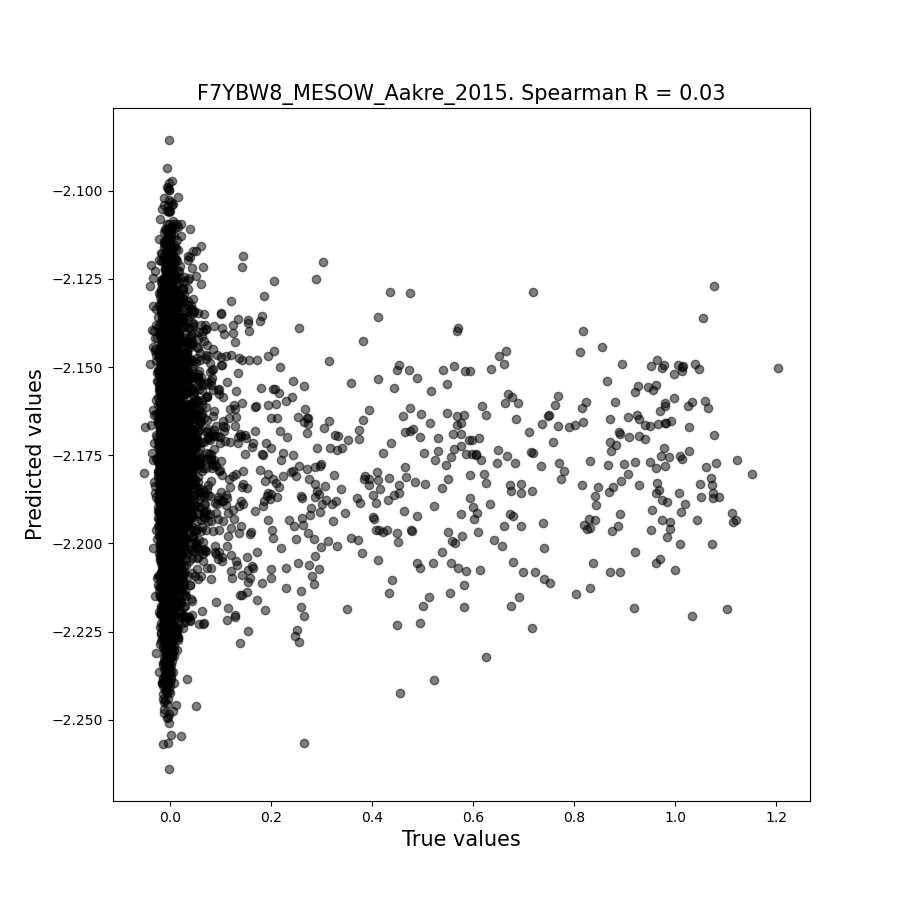 F7YBW8_MESOW_Aakre_2015. Spearman R = 0.03
Predicted values
−2.100
−2.125
−2.150
−2.175
−2.200
−2.225
−2.250
0.0 0.2 0.4 0.6 0.8 1.0 1.2
True values